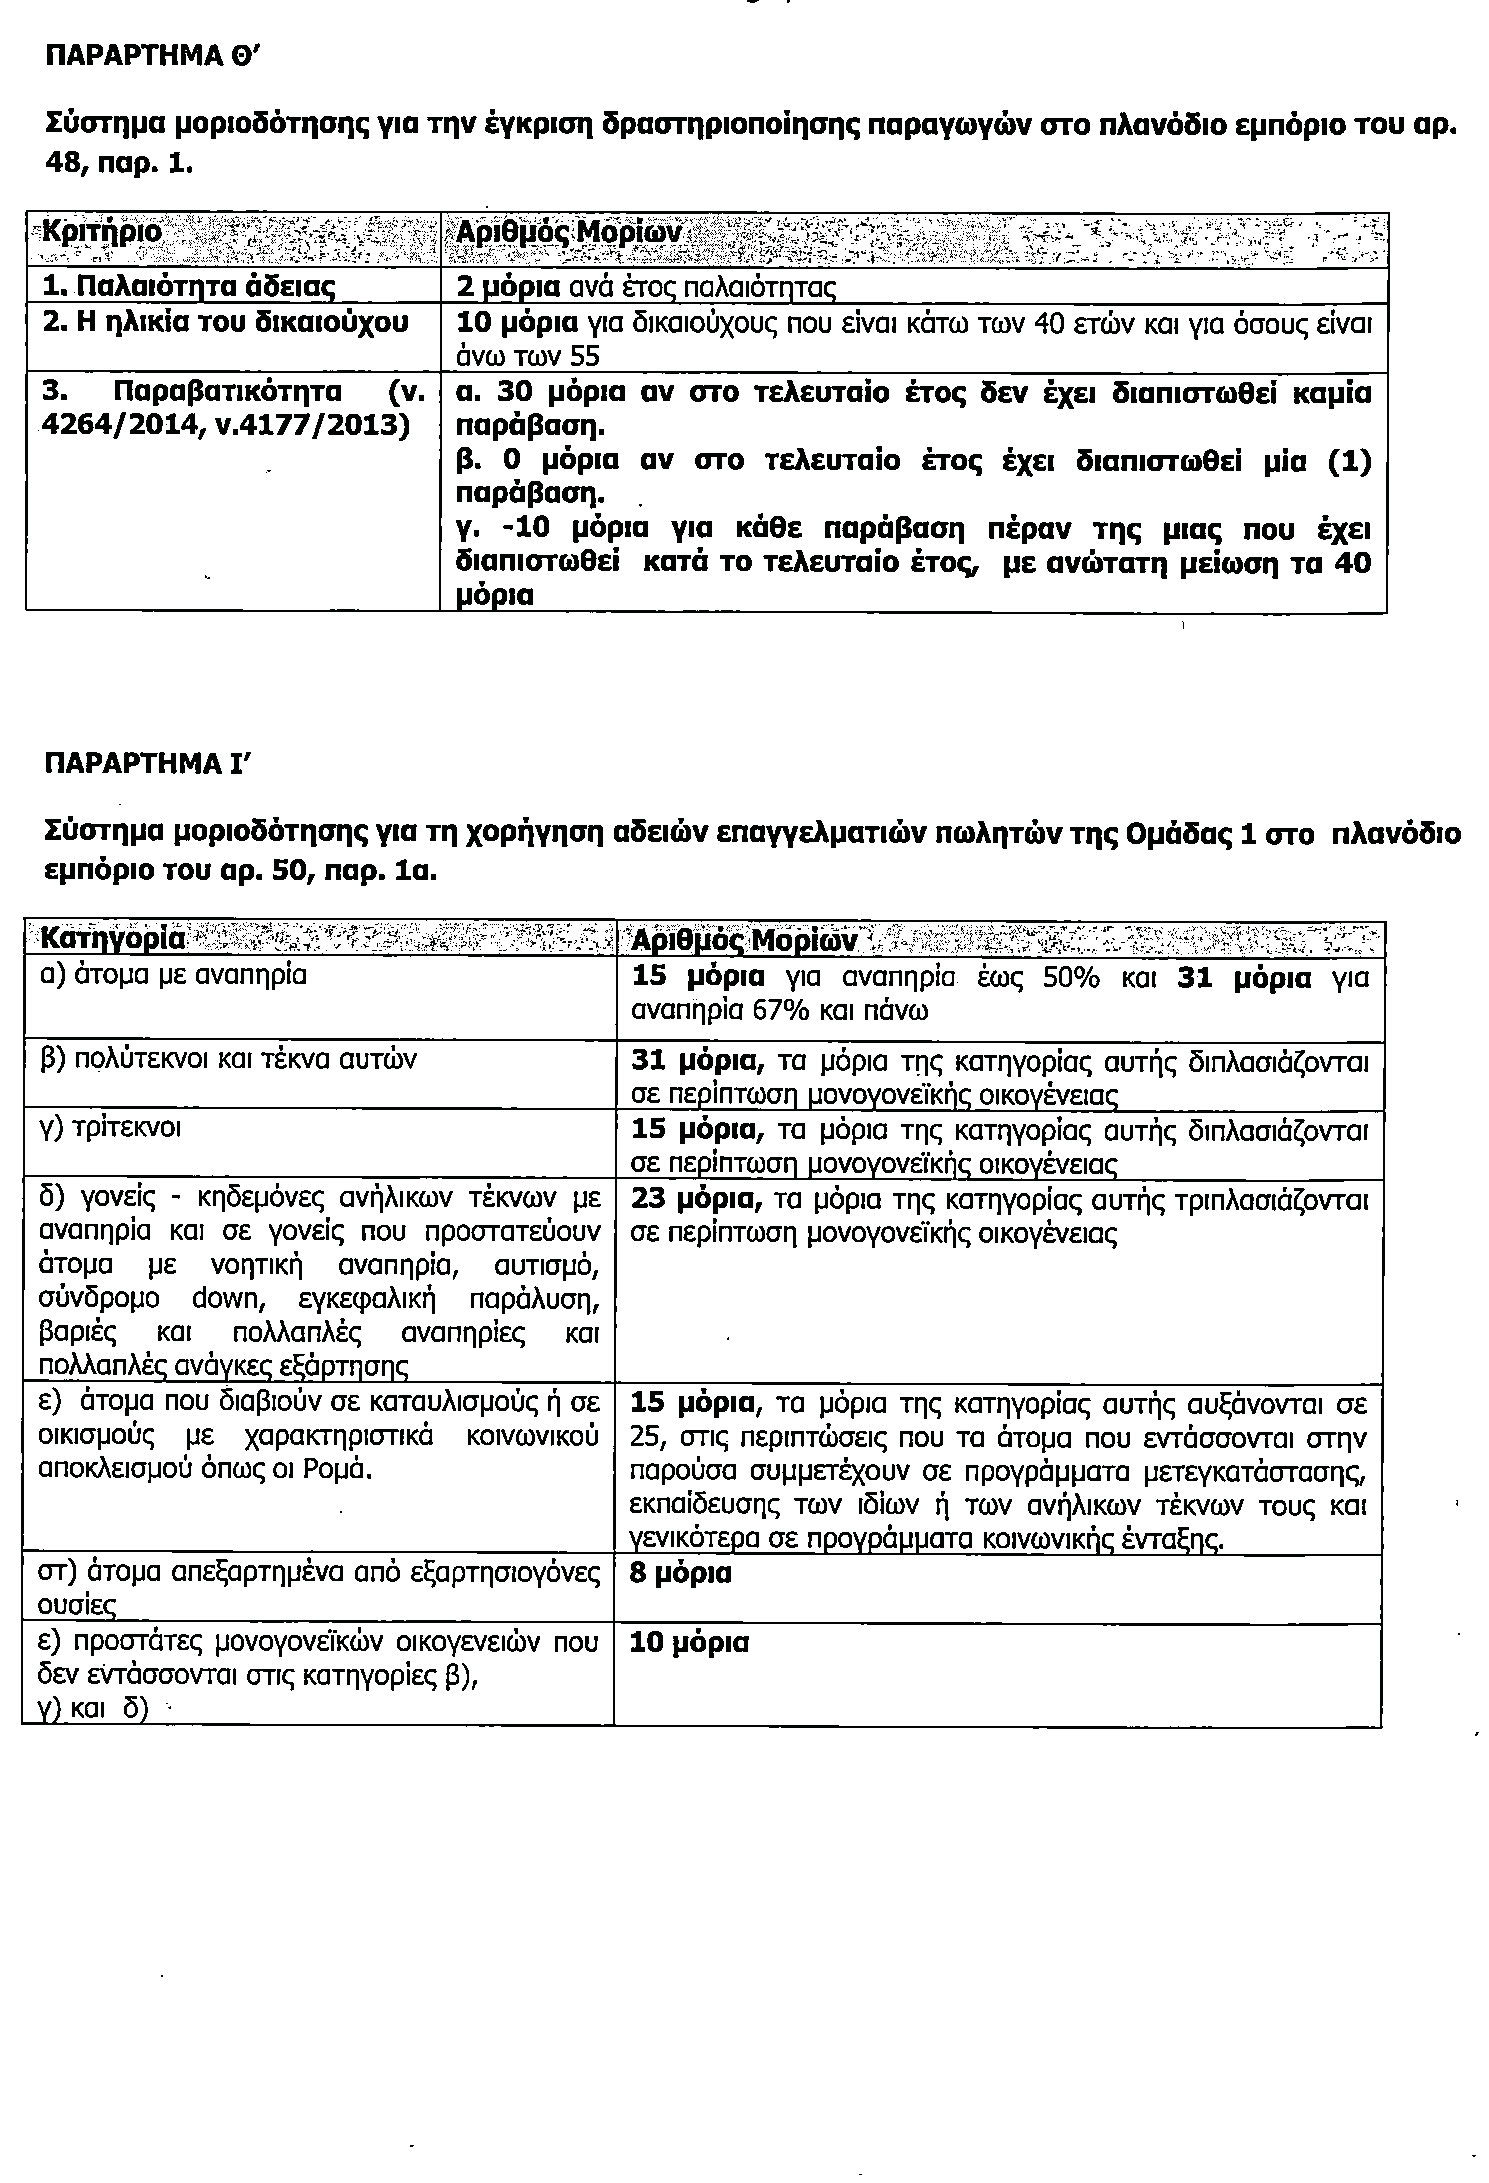 ΠΑΡΑΡΤΗΜΑ Θ'
Σύστημα μοριοδότησης για την έγκριση δραστηριοποίησης παραγωγών στο πλανόδιο εμπόριο του αρ.
48, παρ. 1.
Κριτήριο Αριθμός Μορίων
1. Παλαιότητα άδειας 2 μόρια ανά έτος παλαιότητας
2. Η ηλικία του δικαιούχου 10 μόρια για δικαιούχους που είναι κάτω των 40 ετών και για όσους είναι
άνω των 55
3. Παραβατικότητα (ν. α. 30 μόρια αν στο τελευταίο έτος δεν έχει διαπιστωθεί καμία
4264/2014, ν.4177/2013) παράβαση.
β. 0 μόρια αν στο τελευταίο έτος έχει διαπιστωθεί μία (1)
παράβαση.
γ. -10 μόρια για κάθε παράβαση πέραν της μιας που έχει
διαπιστωθεί κατά το τελευταίο έτος, με ανώτατη μείωση τα 40
μόρια
ΠΑΡΑΡΤΗΜΑ Ι'
Σύστημα μοριοδότησης για τη χορήγηση αδειών επαγγελματιών πωλητών της Ομάδας 1 στο πλανόδιο
εμπόριο του αρ. 50, παρ. 1α.
Κατηγορία Αριθμός Μορίων
α) άτομα με αναπηρία 15 μόρια για αναπηρία έως 50% και 31 μόρια για
αναπηρία 67% και πάνω
β) πολύτεκνοι και τέκνα αυτών 31 μόρια, τα μόρια της κατηγορίας αυτής διπλασιάζονται
σε περίπτωση μονογονεϊκής οικογένειας
γ) τρίτεκνοι 15 μόρια, τα μόρια της κατηγορίας αυτής διπλασιάζονται
σε περίπτωση μονογονεϊκής οικογένειας
δ) γονείς - κηδεμόνες ανήλικων τέκνων με 23 μόρια, τα μόρια της κατηγορίας αυτής τριπλασιάζονται
αναπηρία και σε γονείς που προστατεύουν σε περίπτωση μονογονεϊκής οικογένειας
άτομα με νοητική αναπηρία, αυτισμό,
σύνδρομο down, εγκεφαλική παράλυση,
βαριές και πολλαπλές αναπηρίες και
πολλαπλές ανάγκες εξάρτησης
ε) άτομα που διαβιούν σε καταυλισμούς ή σε 15 μόρια, τα μόρια της κατηγορίας αυτής αυξάνονται σε
οικισμούς με χαρακτηριστικά κοινωνικού 25, στις περιπτώσεις που τα άτομα που εντάσσονται στην
αποκλεισμού όπως οι Ρομά. παρούσα συμμετέχουν σε προγράμματα μετεγκατάστασης,
εκπαίδευσης των ιδίων ή των ανήλικων τέκνων τους και
γενικότερα σε προγράμματα κοινωνικής ένταξης.
στ) άτομα απεξαρτημένα από εξαρτησιογόνες 8 μόρια
ουσίες
ε) προστάτες μονογονεϊκών οικογενειών που 10 μόρια
δεν εντάσσονται στις κατηγορίες β),
γ) και δ)